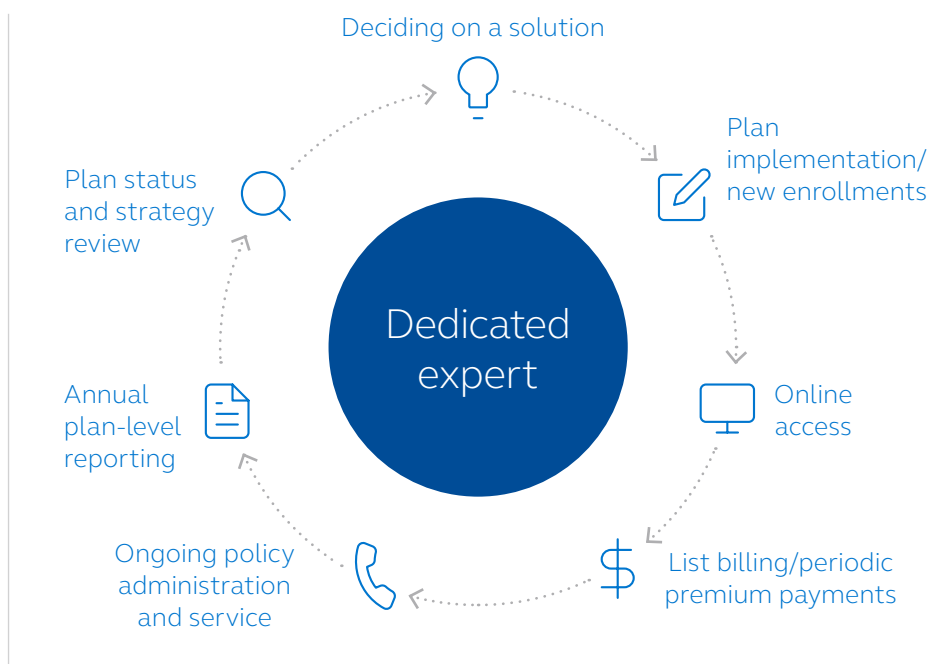 Deciding on a solution
Plan
implementation/
new enrollments
Online
access
List billing/periodic
premium payments
Ongoing policy
administration
and service
Annual
plan-level
reporting
Plan status
and strategy
review
Dedicated
expert